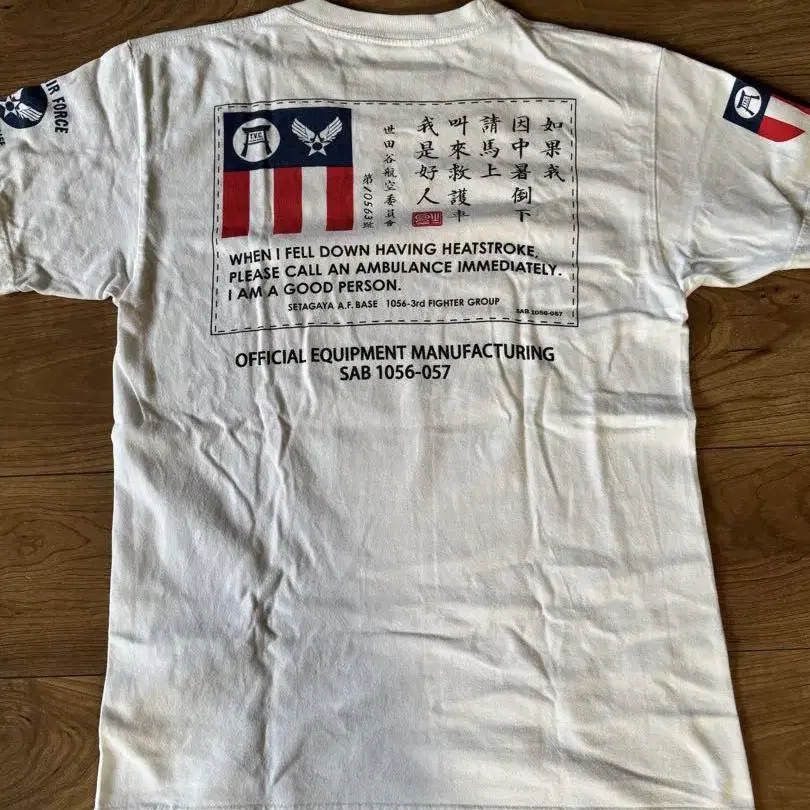 AIR FORCE
TVC
如果我
因中暑倒下
請馬上
叫來救護車
我是好人
世田谷航空委員會
第10563號
WHEN I FELL DOWN HAVING HEATSTROKE,
PLEASE CALL AN AMBULANCE IMMEDIATELY.
I AM A GOOD PERSON.
SETAGAYA A.F. BASE 1056-3rd FIGHTER GROUP
SAB 1056-057
OFFICIAL EQUIPMENT MANUFACTURING
SAB 1056-057